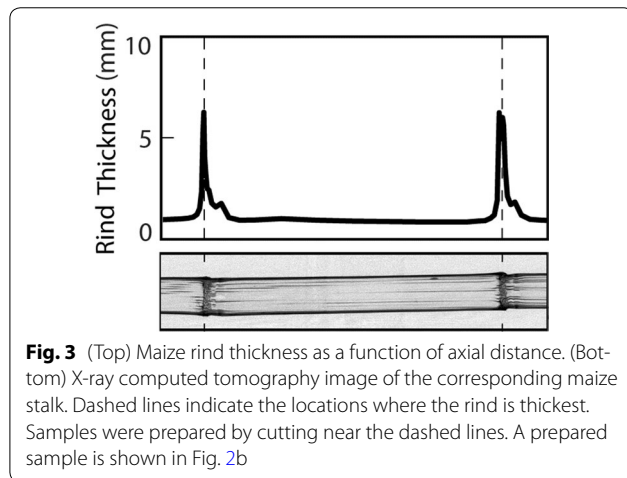 10
5
0
Rind Thickness (mm)
Fig. 3 (Top) Maize rind thickness as a function of axial distance. (Bot-
tom) X-ray computed tomography image of the corresponding maize
stalk. Dashed lines indicate the locations where the rind is thickest.
Samples were prepared by cutting near the dashed lines. A prepared
sample is shown in Fig. 2b